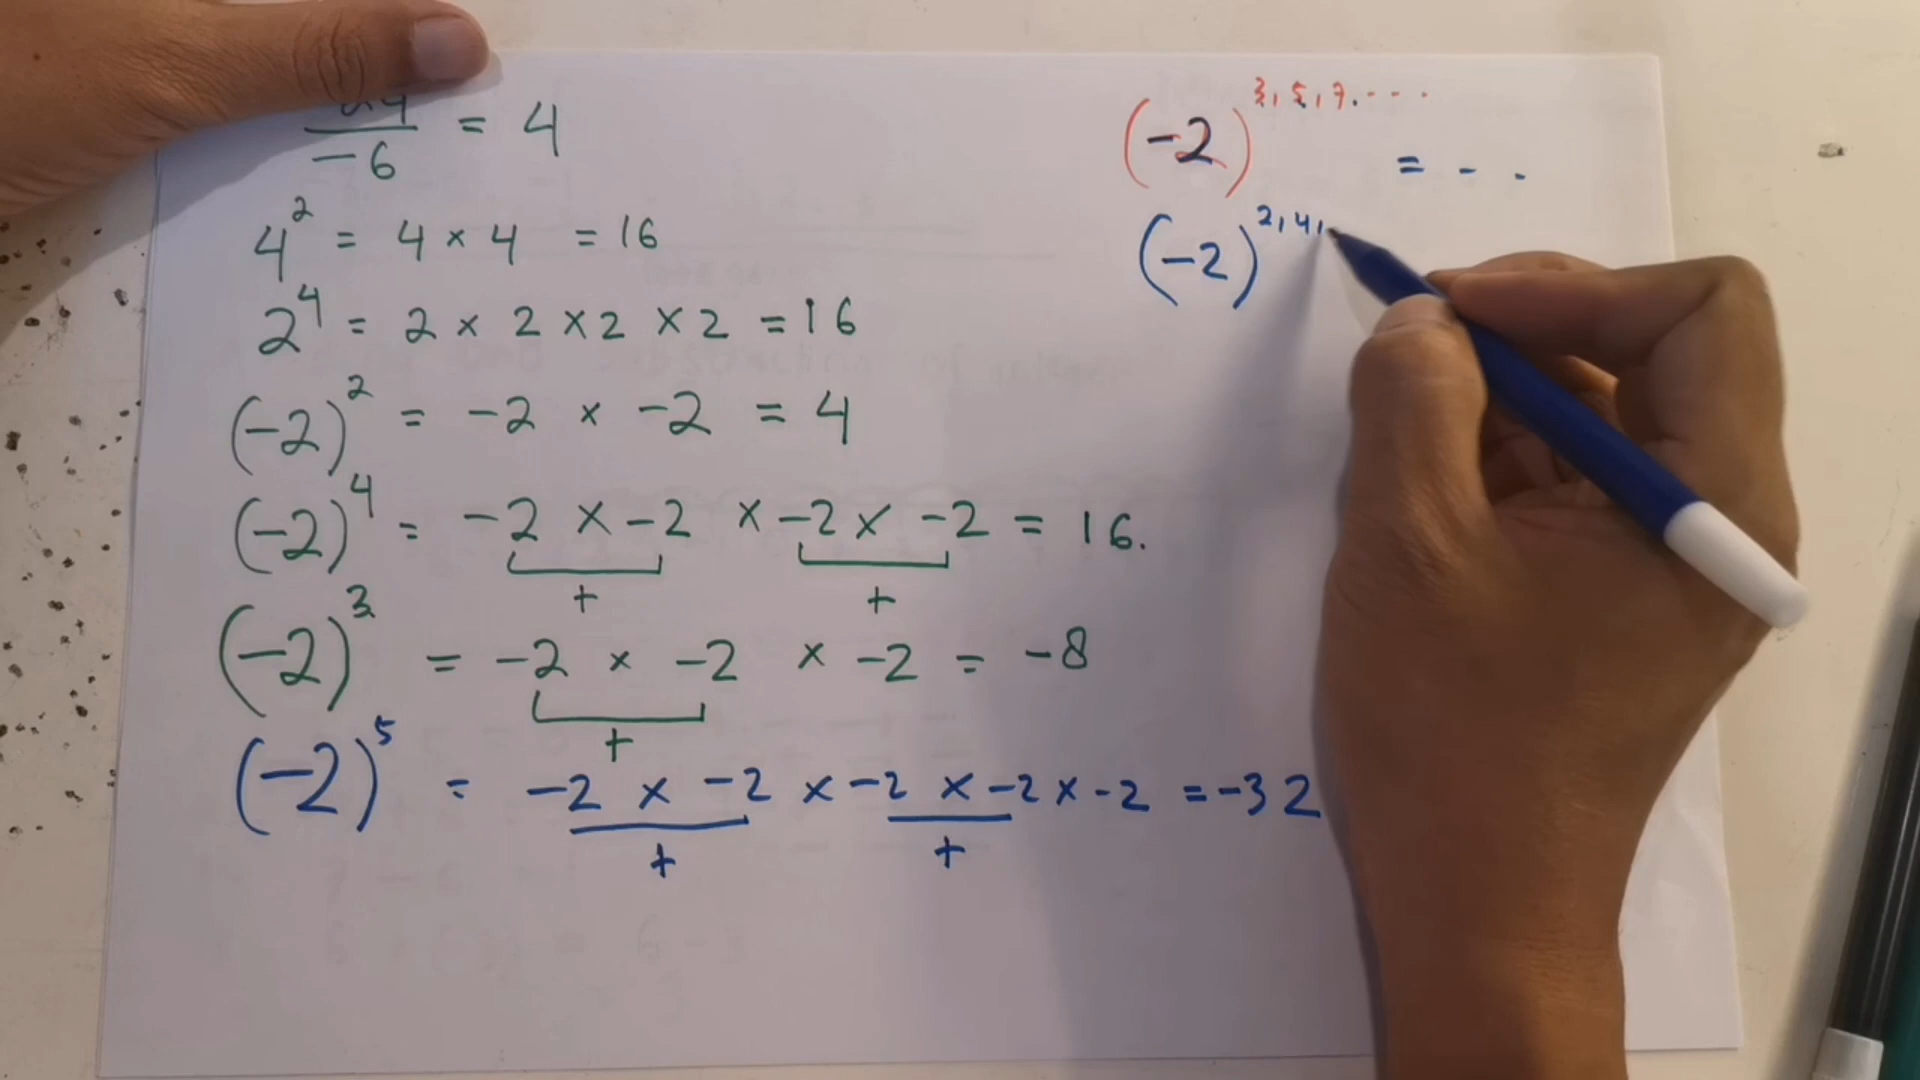 24/-6 = 4
4² = 4 × 4 = 16
2⁴ = 2 × 2 × 2 × 2 = 16
(-2)² = -2 × -2 = 4
(-2)⁴ = -2 × -2 × -2 × -2 = 16.
+ +
(-2)³ = -2 × -2 × -2 = -8
+
(-2)⁵ = -2 × -2 × -2 × -2 × -2 = -32
+ +
(-2)^3,5,7.... = - .
(-2)^2,4,